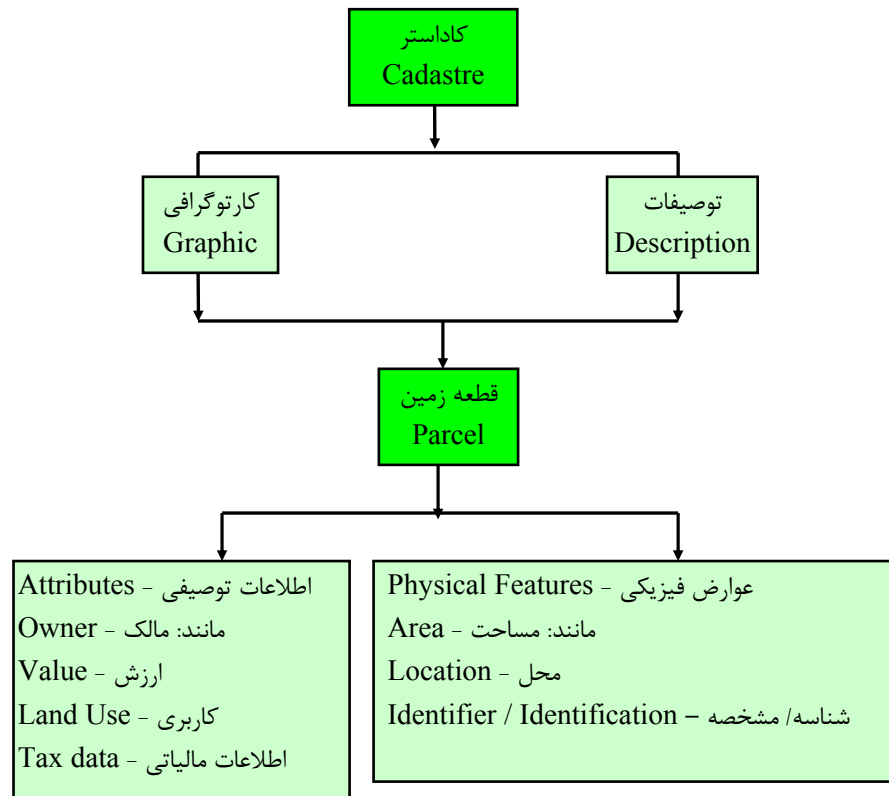 کاداستر
Cadastre
کارتوگرافی
Graphic
توصیفات
Description
قطعه زمین
Parcel
Attributes - اطلاعات توصیفی
Owner - مانند: مالک
Value - ارزش
Land Use - کاربری
Tax data - اطلاعات مالیاتی
Physical Features - عوارض فیزیکی
Area - مانند: مساحت
Location - محل
Identifier / Identification – شناسه/ مشخصه